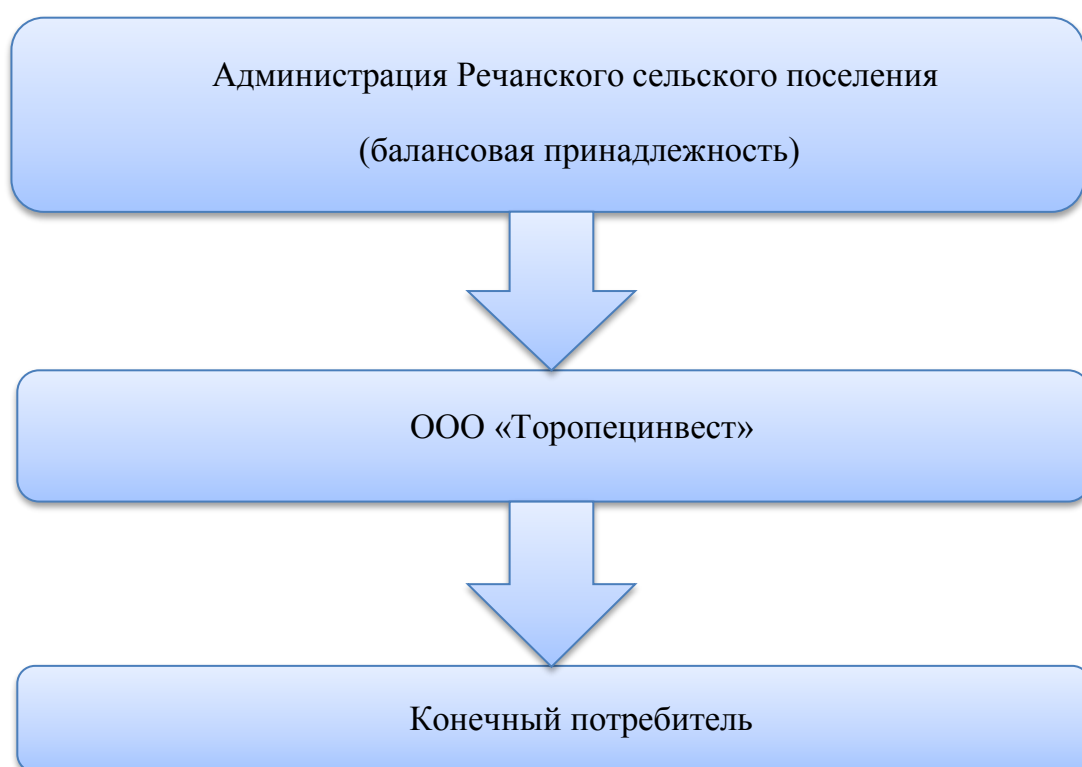 Администрация Речанского сельского поселения
(балансовая принадлежность)
ООО «Торопецинвест»
Конечный потребитель